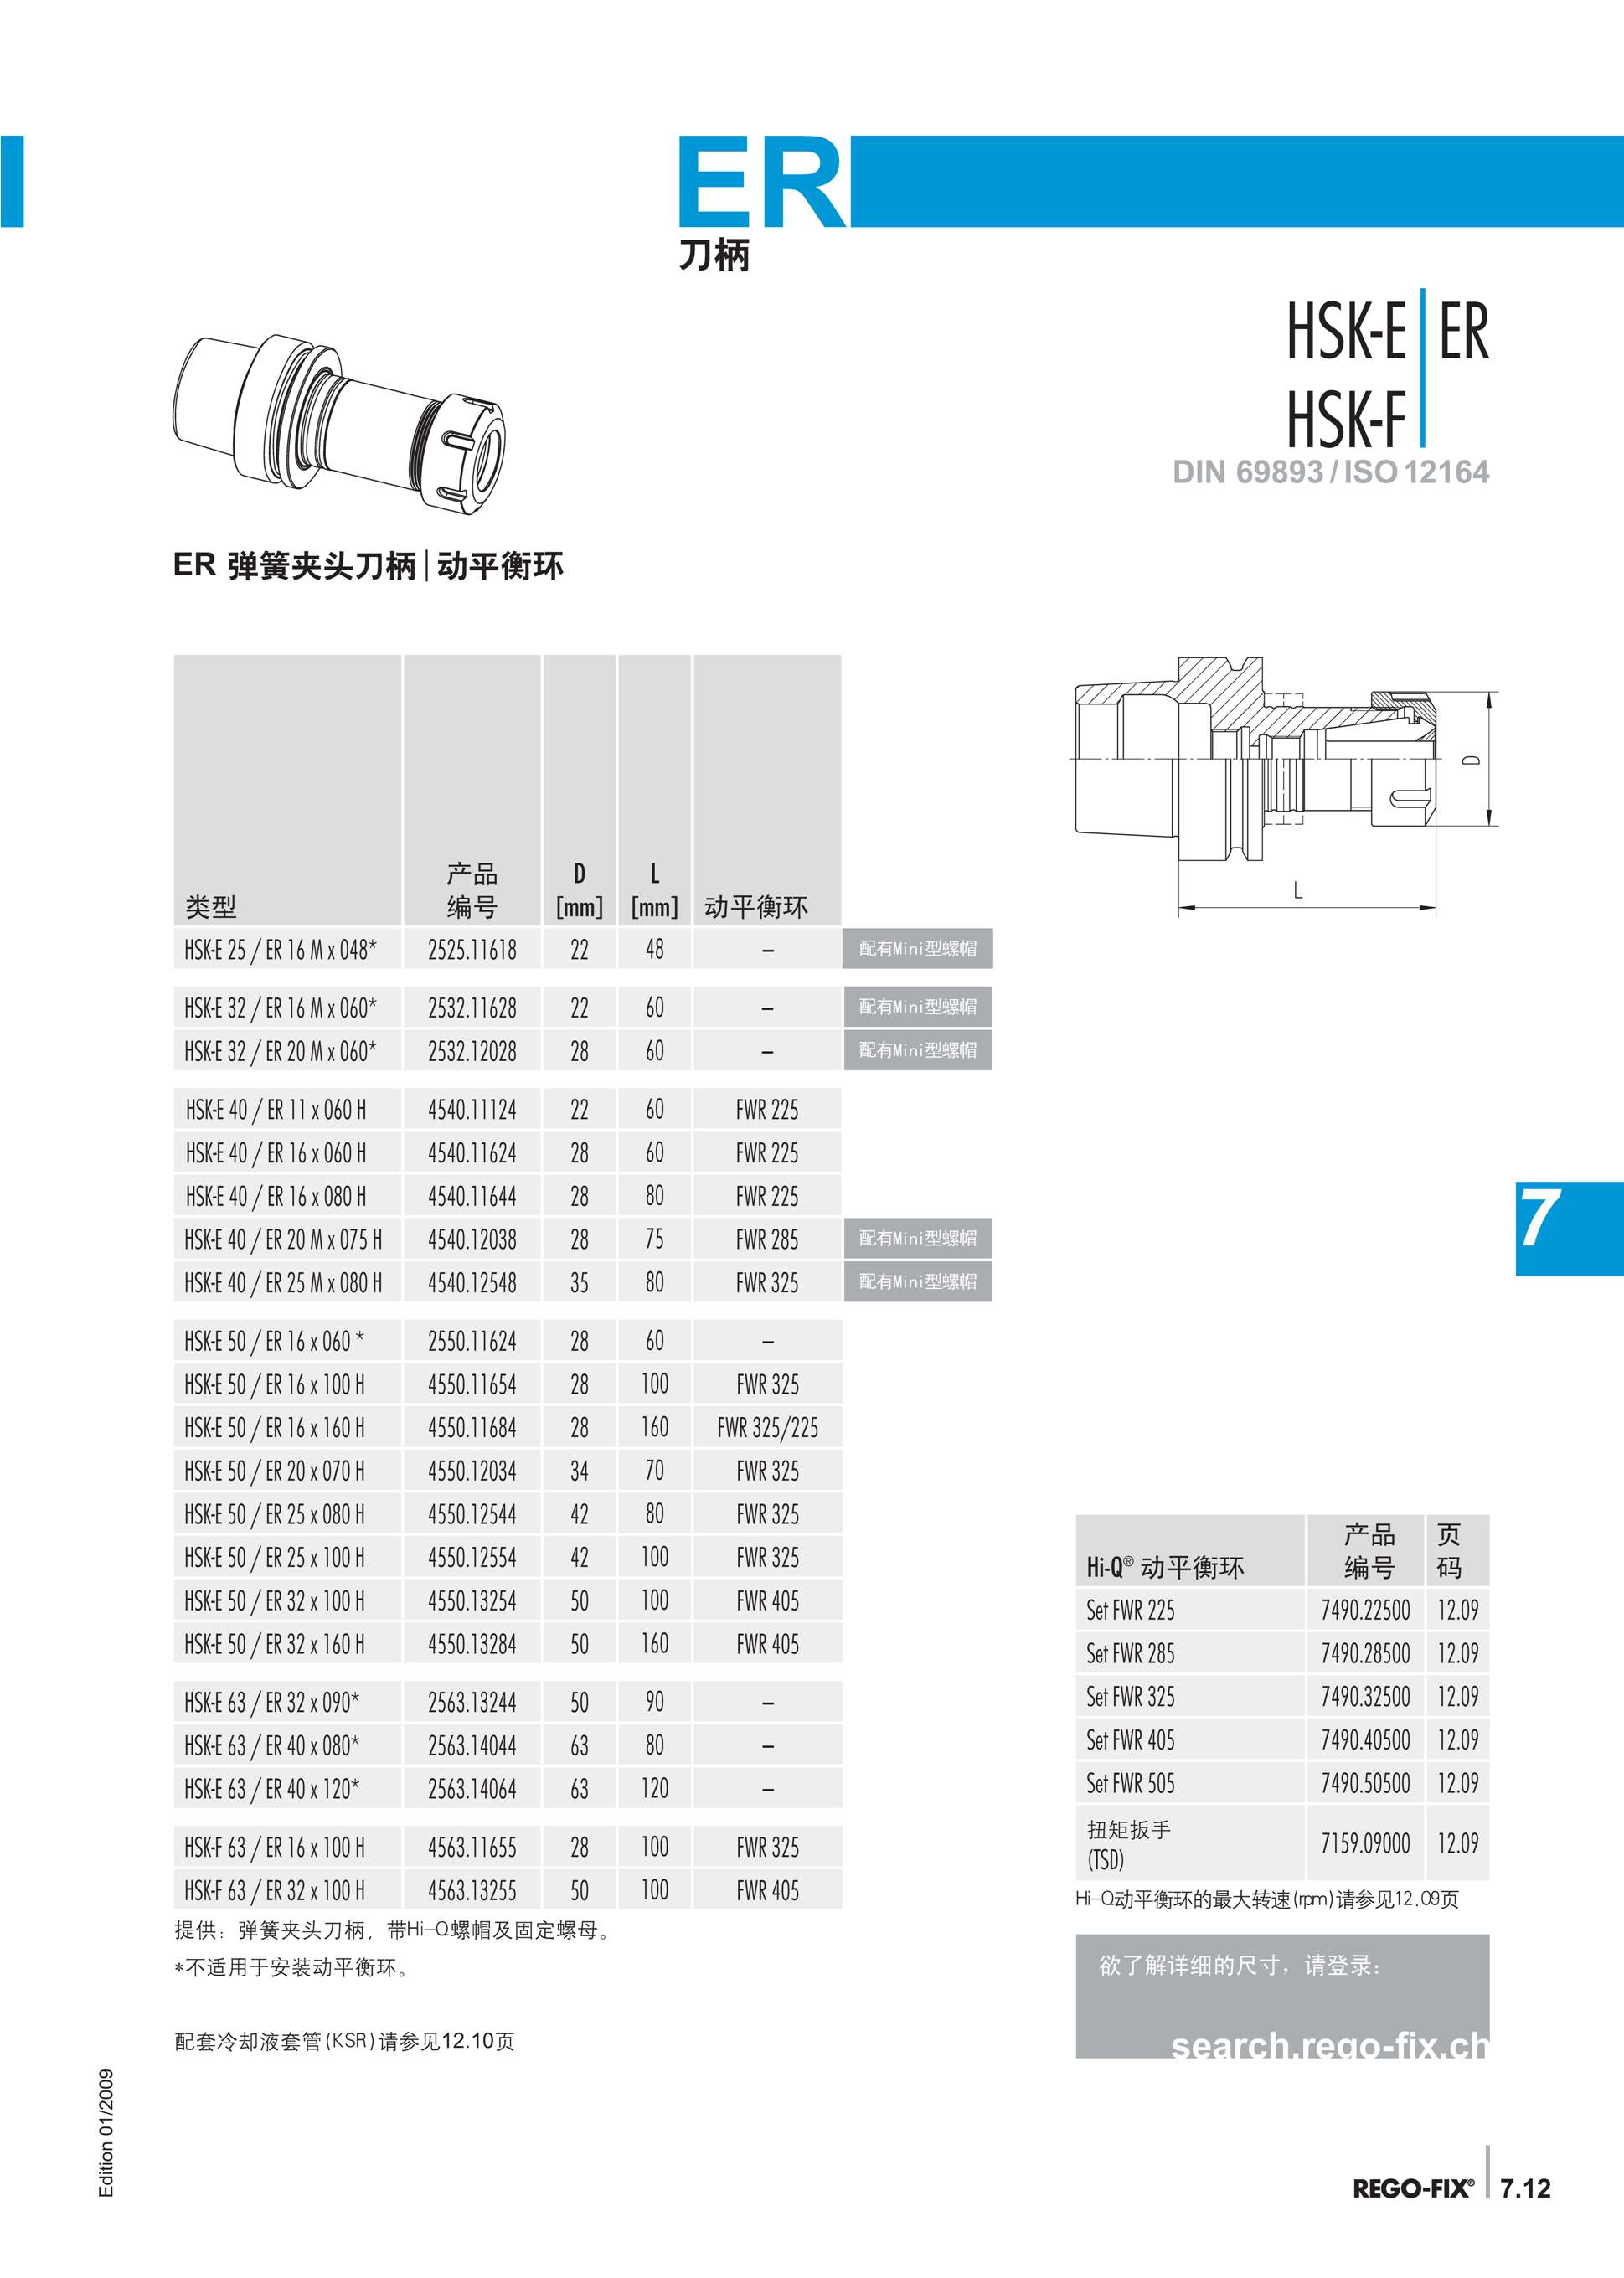 ER
刀柄
HSK-E ER
HSK-F
DIN 69893 / ISO 12164
ER 弹簧夹头刀柄|动平衡环
类型 产品编号 D [mm] L [mm] 动平衡环
HSK-E 25 / ER 16 M x 048* 2525.11618 22 48 – 配有Mini型螺帽
HSK-E 32 / ER 16 M x 060* 2532.11628 22 60 – 配有Mini型螺帽
HSK-E 32 / ER 20 M x 060* 2532.12028 28 60 – 配有Mini型螺帽
HSK-E 40 / ER 11 x 060 H 4540.11124 22 60 FWR 225
HSK-E 40 / ER 16 x 060 H 4540.11624 28 60 FWR 225
HSK-E 40 / ER 16 x 080 H 4540.11644 28 80 FWR 225
HSK-E 40 / ER 20 M x 075 H 4540.12038 28 75 FWR 285 配有Mini型螺帽
HSK-E 40 / ER 25 M x 080 H 4540.12548 35 80 FWR 325 配有Mini型螺帽
HSK-E 50 / ER 16 x 060 * 2550.11624 28 60 –
HSK-E 50 / ER 16 x 100 H 4550.11654 28 100 FWR 325
HSK-E 50 / ER 16 x 160 H 4550.11684 28 160 FWR 325/225
HSK-E 50 / ER 20 x 070 H 4550.12034 34 70 FWR 325
HSK-E 50 / ER 25 x 080 H 4550.12544 42 80 FWR 325
HSK-E 50 / ER 25 x 100 H 4550.12554 42 100 FWR 325
HSK-E 50 / ER 32 x 100 H 4550.13254 50 100 FWR 405
HSK-E 50 / ER 32 x 160 H 4550.13284 50 160 FWR 405
HSK-E 63 / ER 32 x 090* 2563.13244 50 90 –
HSK-E 63 / ER 40 x 080* 2563.14044 63 80 –
HSK-E 63 / ER 40 x 120* 2563.14064 63 120 –
HSK-F 63 / ER 16 x 100 H 4563.11655 28 100 FWR 325
HSK-F 63 / ER 32 x 100 H 4563.13255 50 100 FWR 405
提供：弹簧夹头刀柄，带Hi-Q螺帽及固定螺母。
*不适用于安装动平衡环。
配套冷却液套管(KSR)请参见12.10页
D
L
7
Hi-Q® 动平衡环 产品编号 页码
Set FWR 225 7490.22500 12.09
Set FWR 285 7490.28500 12.09
Set FWR 325 7490.32500 12.09
Set FWR 405 7490.40500 12.09
Set FWR 505 7490.50500 12.09
扭矩扳手
(TSD) 7159.09000 12.09
Hi-Q动平衡环的最大转速(rpm)请参见12.09页
欲了解详细的尺寸，请登录：
search.rego-fix.ch
Edition 01/2009
REGO-FIX® 7.12